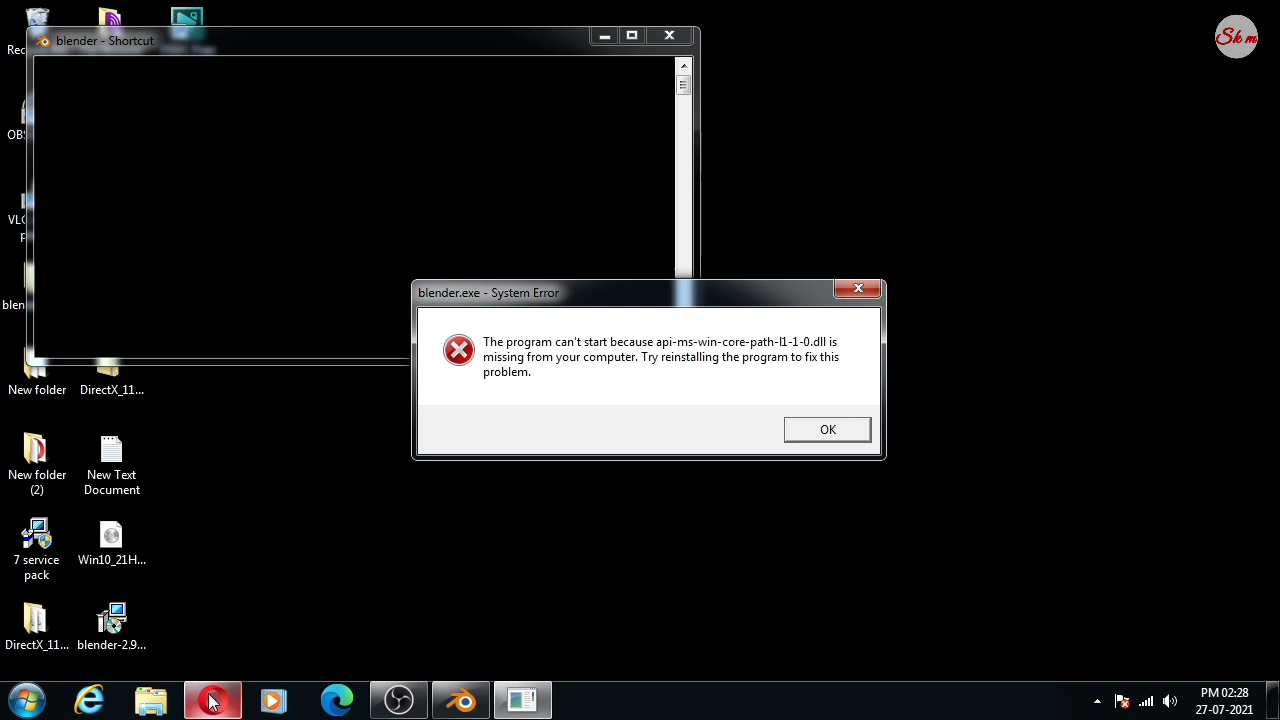 blender - Shortcut
Sk m
OBS
New folder
DirectX_11...
New folder
(2)
New Text
Document
7 service
pack
Win10_21H...
DirectX_11...
blender-2.9...
blender.exe - System Error
The program can't start because api-ms-win-core-path-l1-1-0.dll is
missing from your computer. Try reinstalling the program to fix this
problem.
OK
PM 02:28
27-07-2021